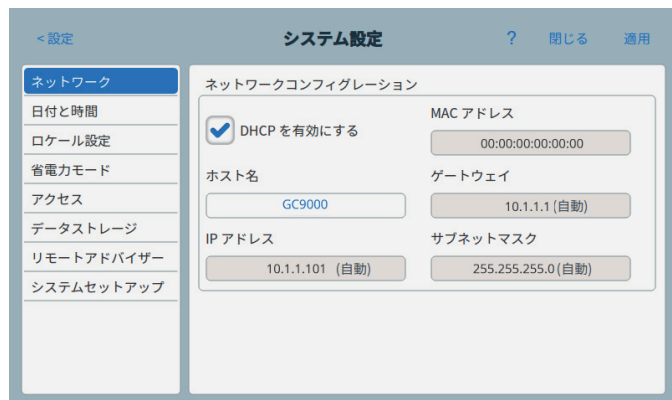 <設定 システム設定 ? 閉じる 適用
ネットワーク
日付と時間
ロケール設定
省電力モード
アクセス
データストレージ
リモートアドバイザー
システムセットアップ
ネットワークコンフィグレーション
DHCP を有効にする
MAC アドレス
00:00:00:00:00:00
ホスト名
GC9000
ゲートウェイ
10.1.1.1 (自動)
IP アドレス
10.1.1.101 (自動)
サブネットマスク
255.255.255.0 (自動)